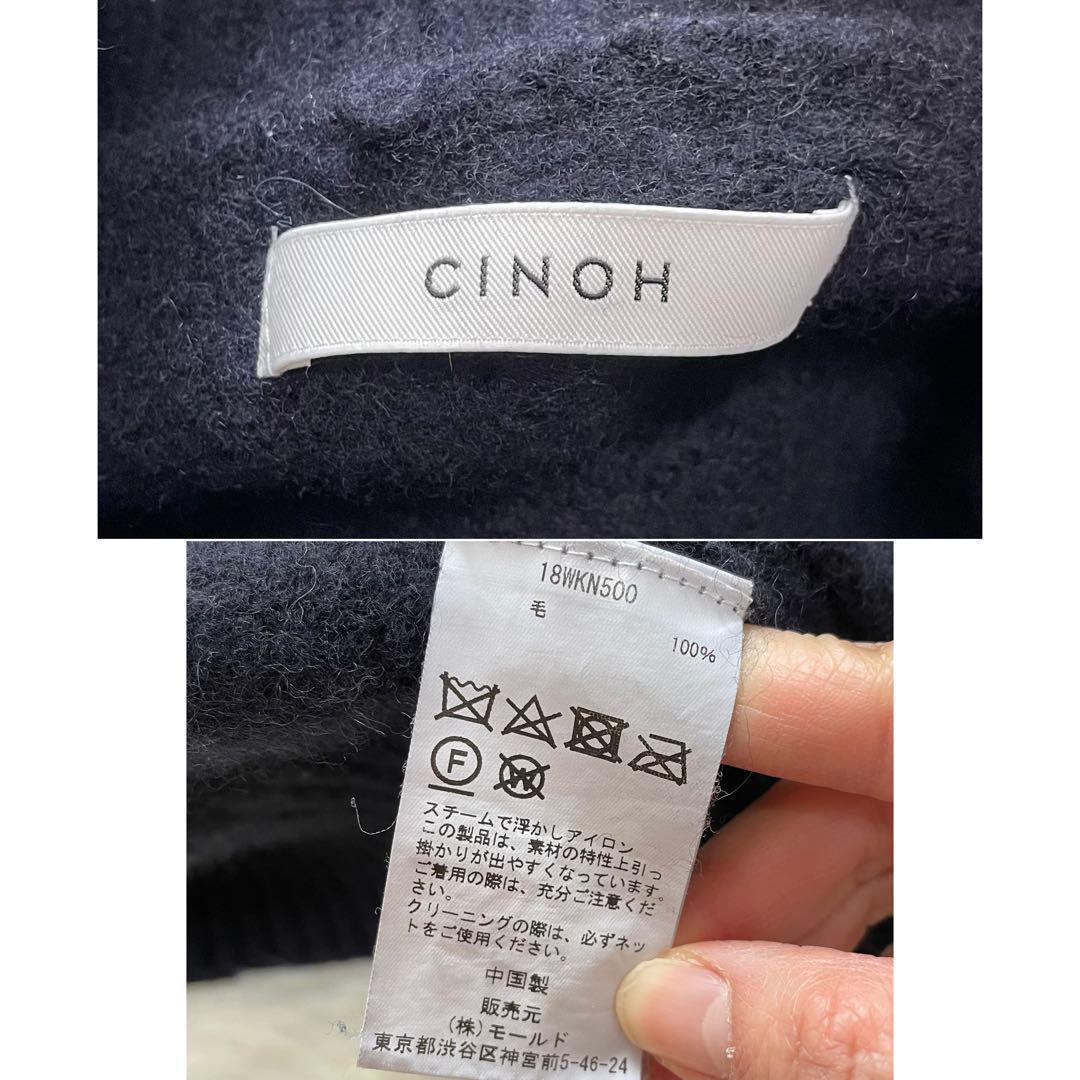 CINOH
18WKN500
毛
100%
F
W
スチームで浮かしアイロン
この製品は、素材の特性上引っ
掛かりが出やすくなっています。
ご着用の際は、充分ご注意くだ
さい。
クリーニングの際は、必ずネッ
トをご使用ください。
中国製
販売元
(株)モールド
東京都渋谷区神宮前5-46-24